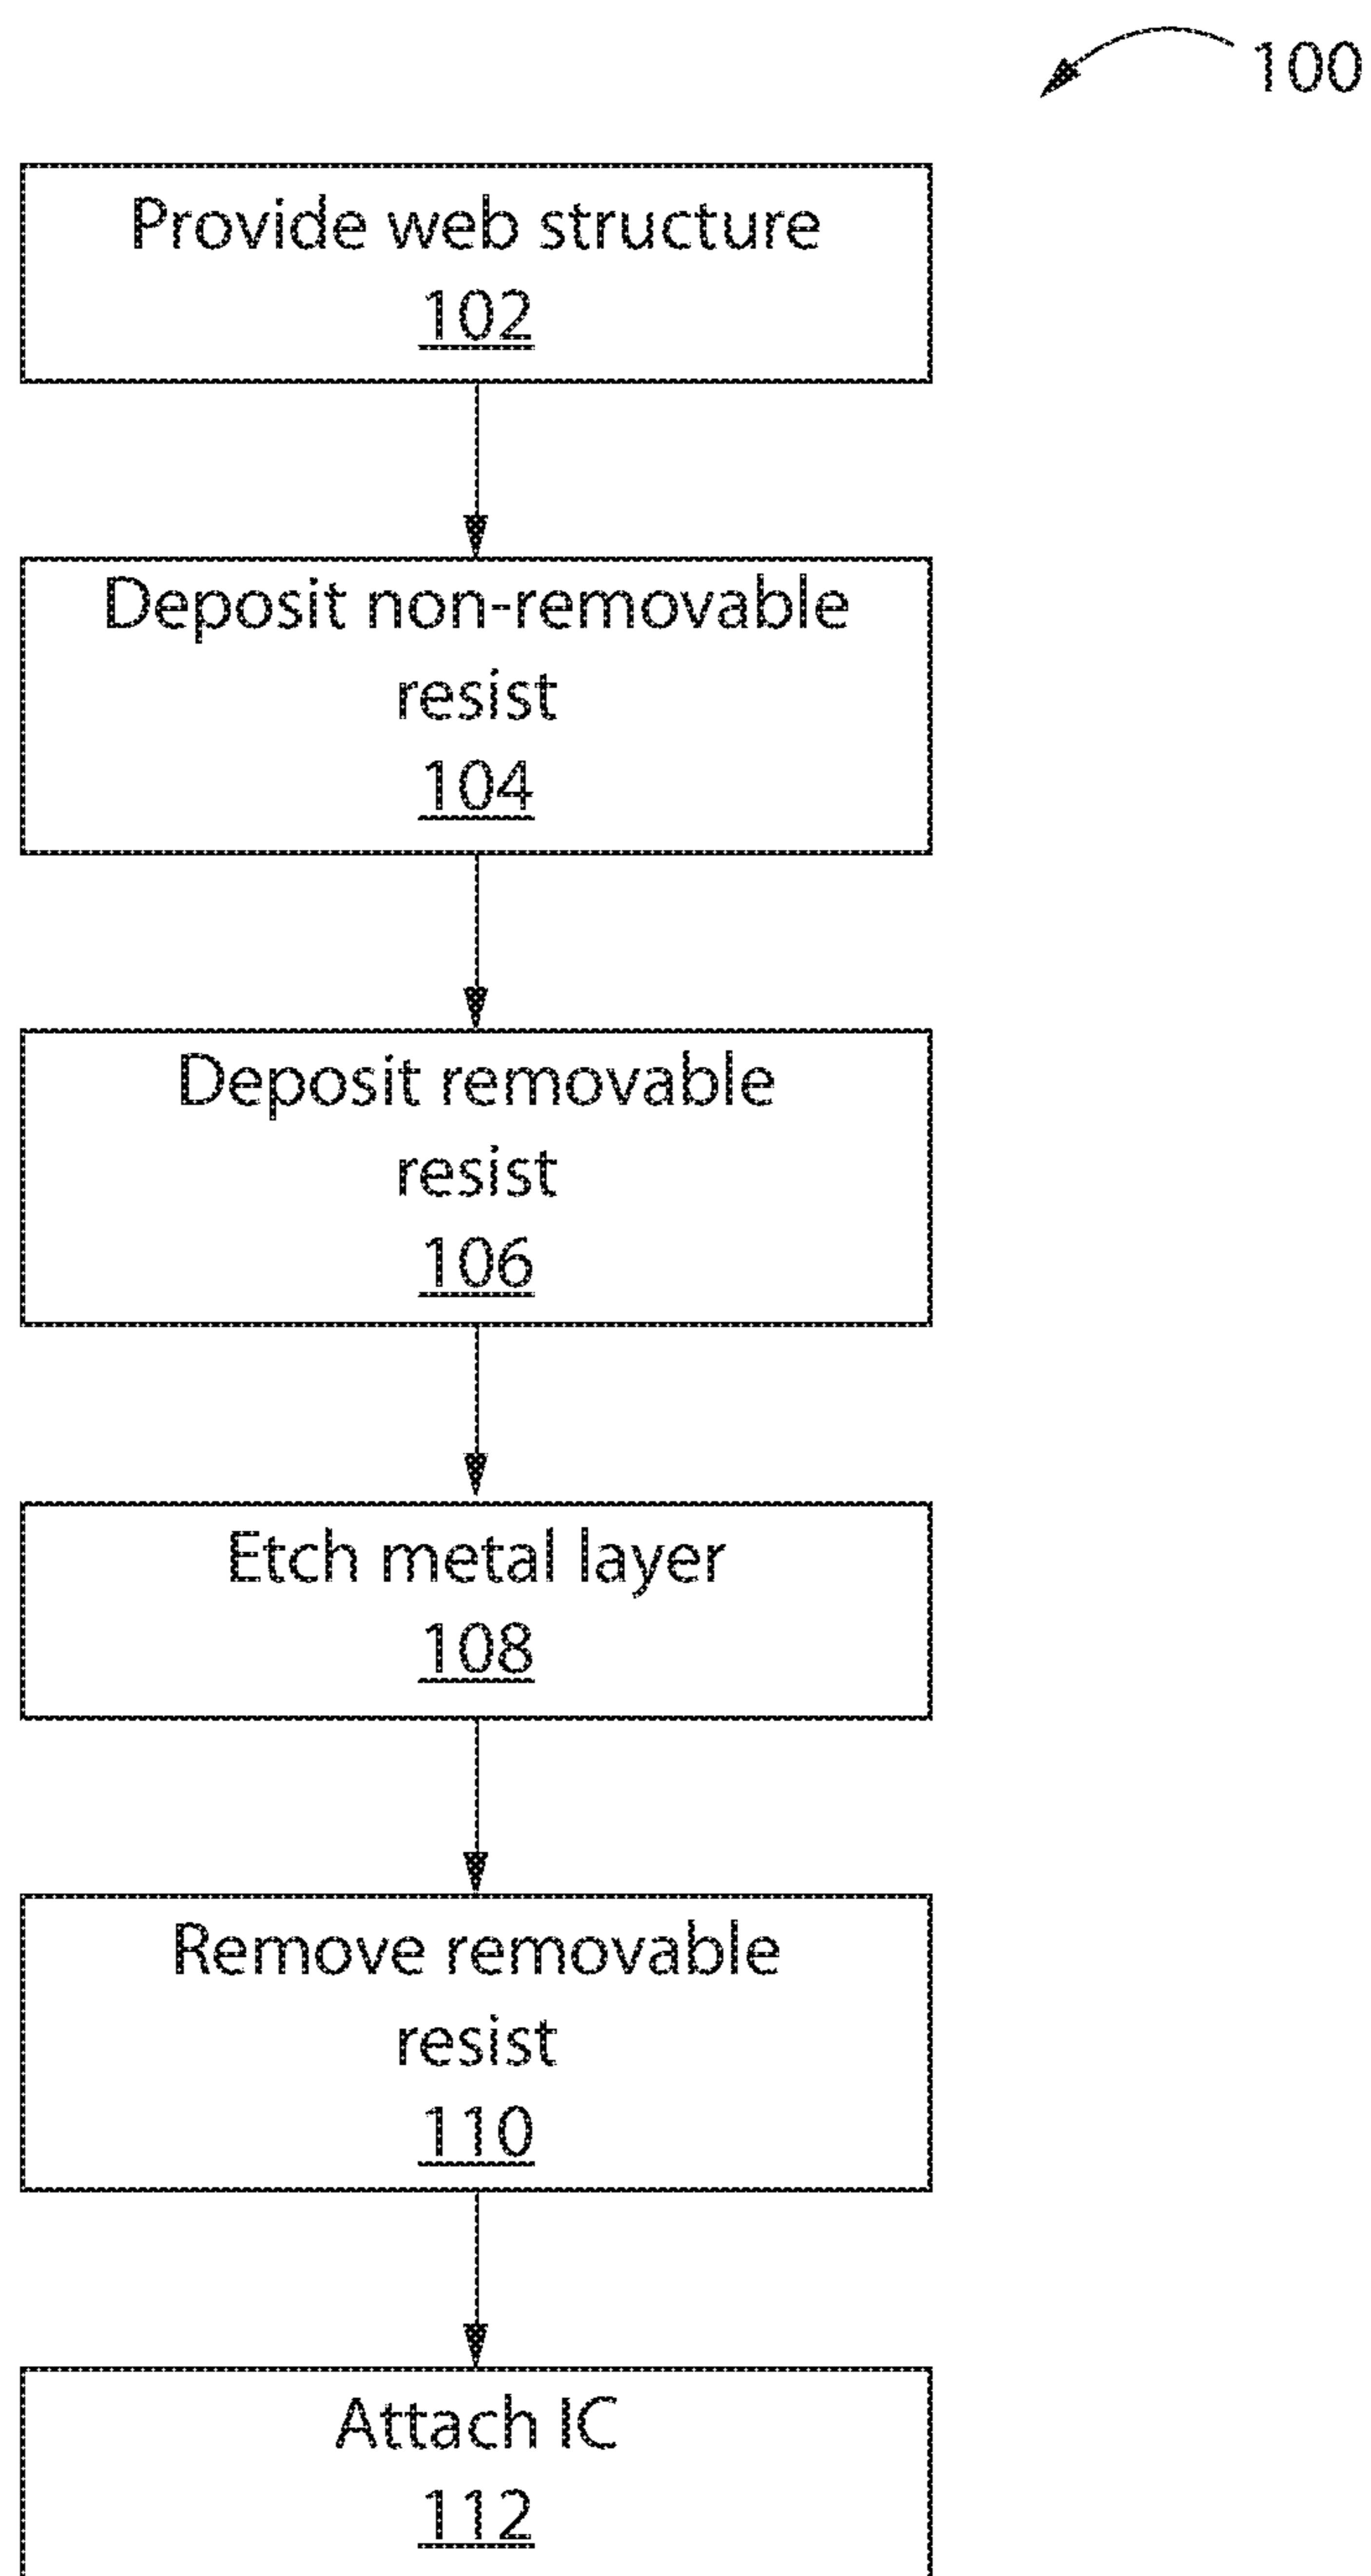 100
Provide web structure
102
Deposit non-removable
resist
104
Deposit removable
resist
106
Etch metal layer
108
Remove removable
resist
110
Attach IC
112